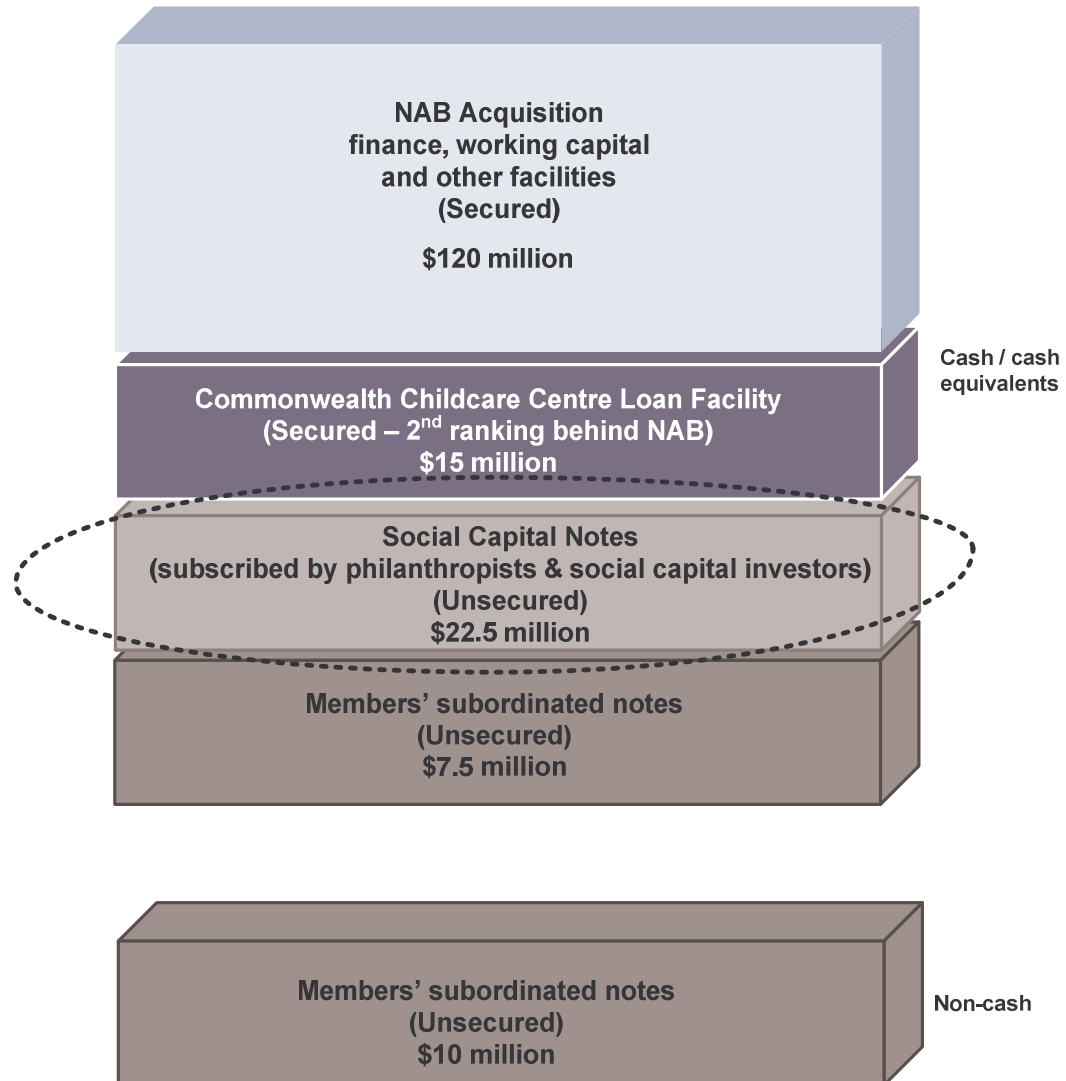 NAB Acquisition
finance, working capital
and other facilities
(Secured)
$120 million
Cash / cash
equivalents
Commonwealth Childcare Centre Loan Facility
(Secured – 2nd ranking behind NAB)
$15 million
Social Capital Notes
(subscribed by philanthropists & social capital investors)
(Unsecured)
$22.5 million
Members’ subordinated notes
(Unsecured)
$7.5 million
Members’ subordinated notes
(Unsecured)
$10 million
Non-cash